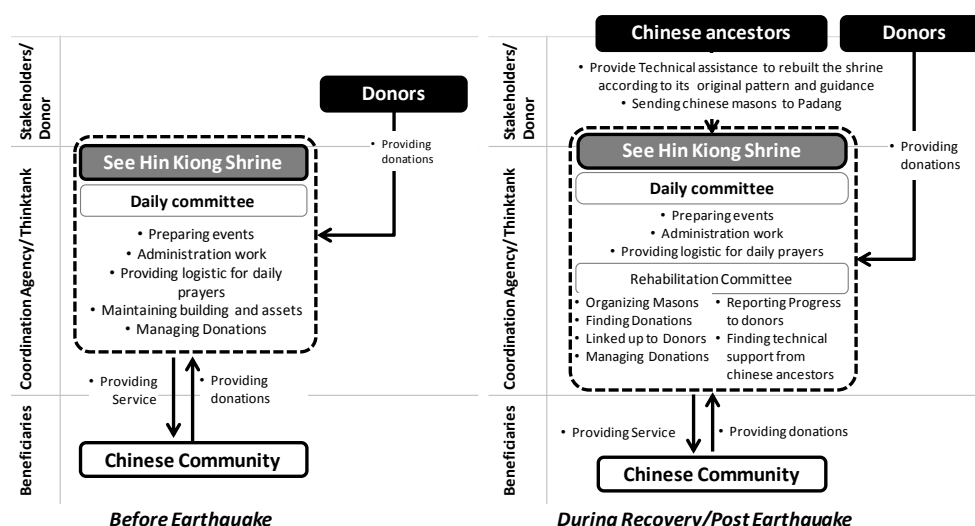 Stakeholders/
Donor
Coordination Agency/Thinktank
Beneficiaries
Donors
• Providing
donations
See Hin Kiong Shrine
Daily committee
• Preparing events
• Administration work
• Providing logistic for daily
prayers
• Maintaining building and assets
• Managing Donations
• Providing
Service
• Providing
donations
Chinese Community
Before Earthquake
Stakeholders/
Donor
Coordination Agency/Thinktank
Beneficiaries
Chinese ancestors
Donors
• Provide Technical assistance to rebuilt the shrine
according to its original pattern and guidance
• Sending chinese masons to Padang
• Providing
donations
See Hin Kiong Shrine
Daily committee
• Preparing events
• Administration work
• Providing logistic for daily prayers
Rehabilitation Committee
• Organizing Masons
• Finding Donations
• Linked up to Donors
• Managing Donations
• Reporting Progress
to donors
• Finding technical
support from
chinese ancestors
• Providing Service
• Providing donations
Chinese Community
During Recovery/Post Earthquake